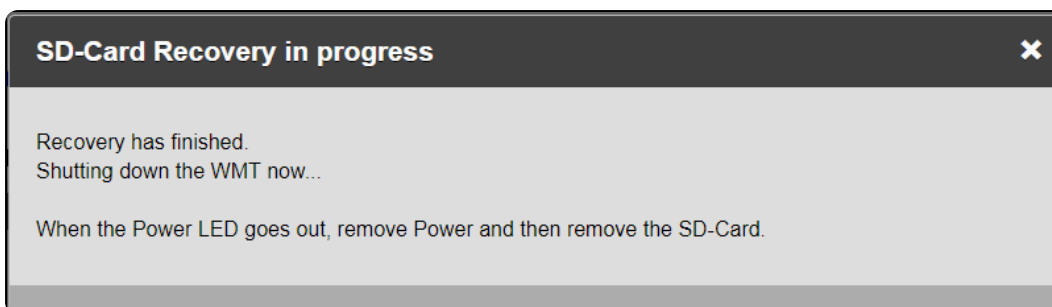 SD-Card Recovery in progress
Recovery has finished.
Shutting down the WMT now...
When the Power LED goes out, remove Power and then remove the SD-Card.